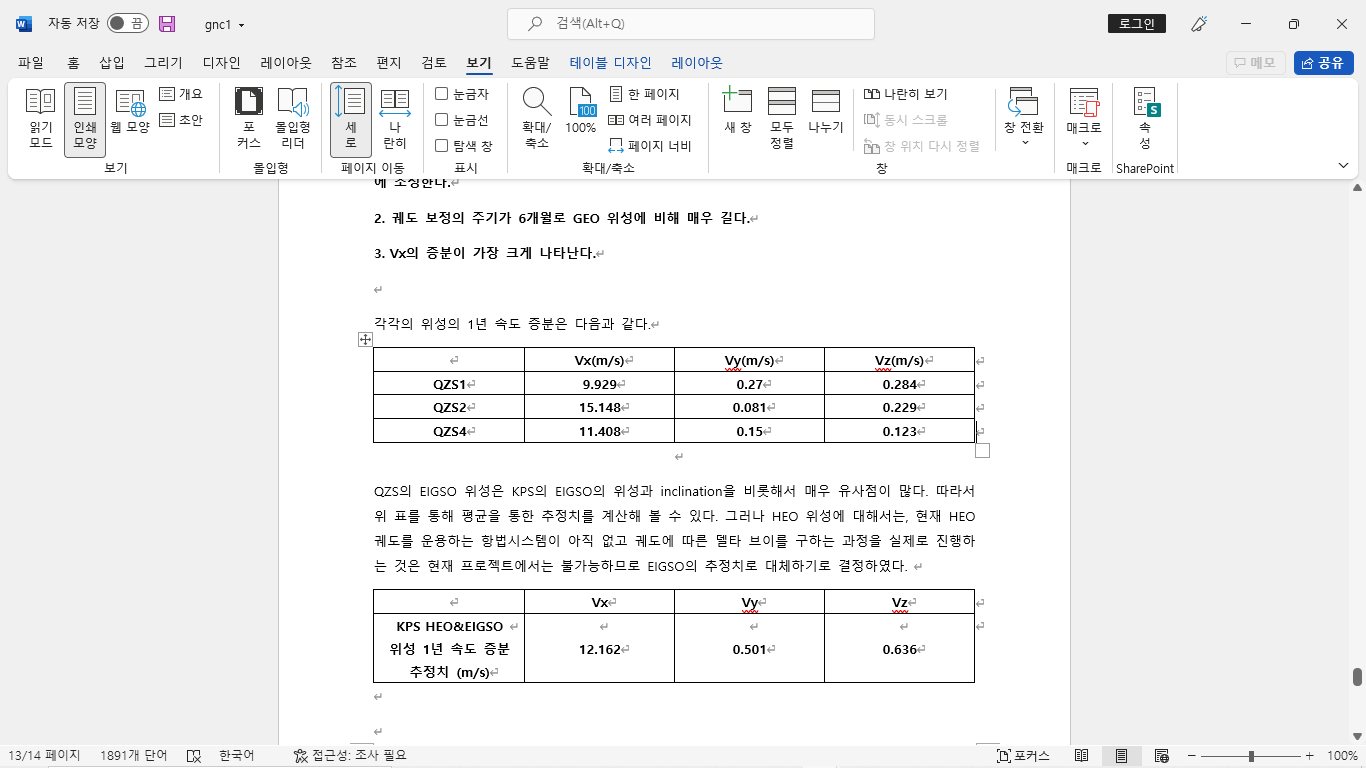 자동 저장 끔 gnc1 검색(Alt+Q) 로그인
파일 홈 삽입 그리기 디자인 레이아웃 참조 편지 검토 보기 도움말 테이블 디자인 레이아웃 메모 공유
읽기 모드 인쇄 모양 웹 모양 개요 초안 포커스 몰입형 리더 세로 나란히 눈금자 눈금선 탐색 창 확대/축소 100 100% 한 페이지 여러 페이지 페이지 너비 새 창 모두 정렬 나누기 나란히 보기 동시 스크롤 창 위치 다시 정렬 창 전환 매크로 S 속성
보기 몰입형 페이지 이동 표시 확대/축소 창 매크로 SharePoint
2. 궤도 보정의 주기가 6개월로 GEO 위성에 비해 매우 길다.
3. Vx의 증분이 가장 크게 나타난다.
각각의 위성의 1년 속도 증분은 다음과 같다.
Vx(m/s) Vy(m/s) Vz(m/s)
QZS1 9.929 0.27 0.284
QZS2 15.148 0.081 0.229
QZS4 11.408 0.15 0.123
QZS의 EIGSO 위성은 KPS의 EIGSO의 위성과 inclination을 비롯해서 매우 유사점이 많다. 따라서
위 표를 통해 평균을 통한 추정치를 계산해 볼 수 있다. 그러나 HEO 위성에 대해서는, 현재 HEO
궤도를 운용하는 항법시스템이 아직 없고 궤도에 따른 델타 브이를 구하는 과정을 실제로 진행하
는 것은 현재 프로젝트에서는 불가능하므로 EIGSO의 추정치로 대체하기로 결정하였다.
Vx Vy Vz
KPS HEO&EIGSO
위성 1년 속도 증분 12.162 0.501 0.636
추정치 (m/s)
13/14 페이지 1891개 단어 한국어 접근성: 조사 필요 포커스 100%